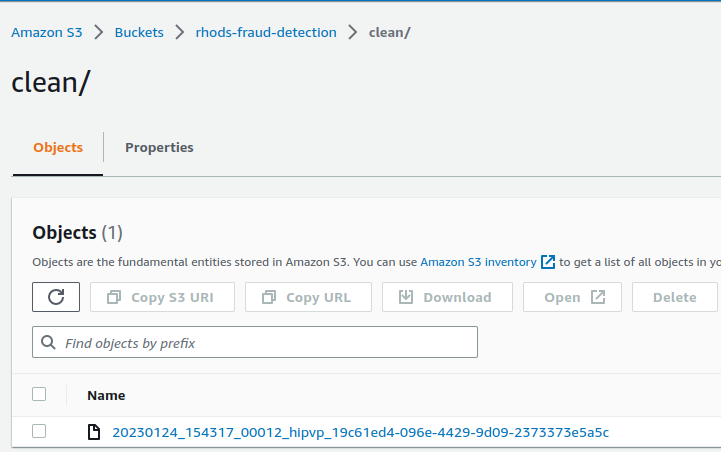 Amazon S3 > Buckets > rhods-fraud-detection > clean/
clean/
Objects Properties
Objects (1)
Objects are the fundamental entities stored in Amazon S3. You can use Amazon S3 inventory to get a list of all objects in
Copy S3 URI Copy URL Download Open Delete
Find objects by prefix
Name
20230124_154317_00012_hipvp_19c61ed4-096e-4429-9d09-2373373e5a5c